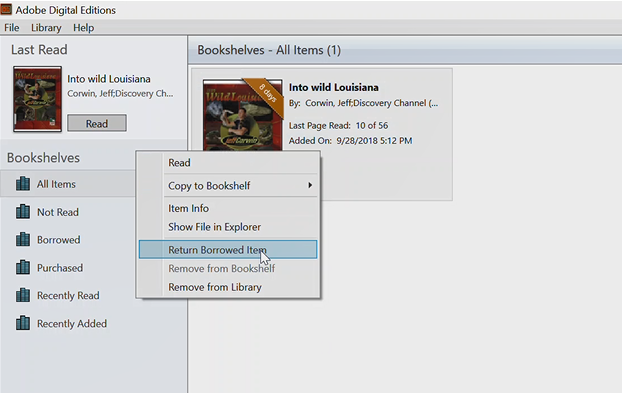 Adobe Digital Editions
File Library Help
Last Read
Into wild Louisiana
Corwin, Jeff;Discovery Ch...
Read
Bookshelves
All Items
Not Read
Borrowed
Purchased
Recently Read
Recently Added
Bookshelves - All Items (1)
8 days
Into wild Louisiana
By: Corwin, Jeff;Discovery Channel (...
Last Page Read: 10 of 56
Added On: 9/28/2018 5:12 PM
Read
Copy to Bookshelf
Item Info
Show File in Explorer
Return Borrowed Item
Remove from Bookshelf
Remove from Library